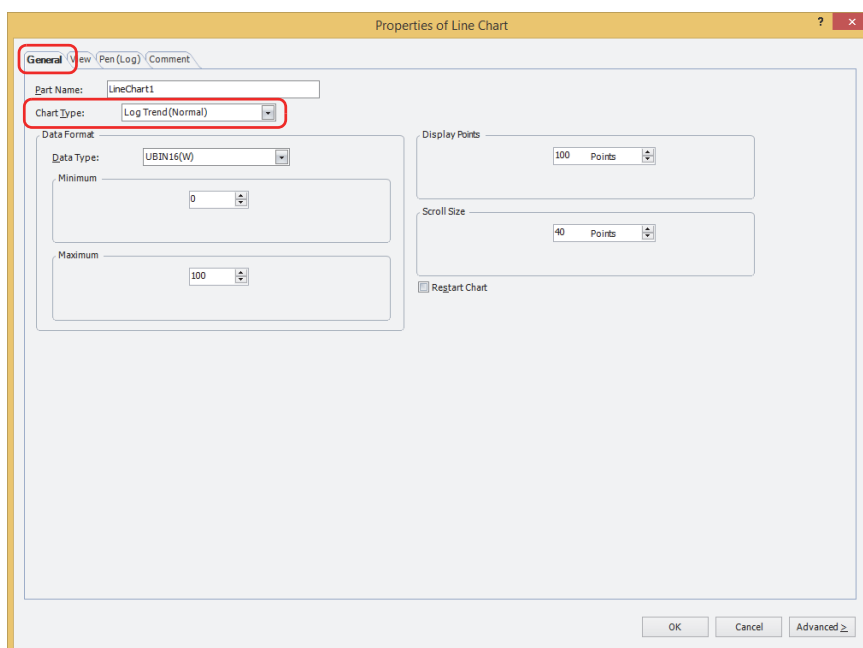 Properties of Line Chart
?
×
General
View
Pen (Log)
Comment
Part Name:
LineChart1
Chart Type:
Log Trend(Normal)
Data Format
Data Type:
UBIN16(W)
Minimum
0
Maximum
100
Display Points
100 Points
Scroll Size
40 Points
Restart Chart
OK
Cancel
Advanced >